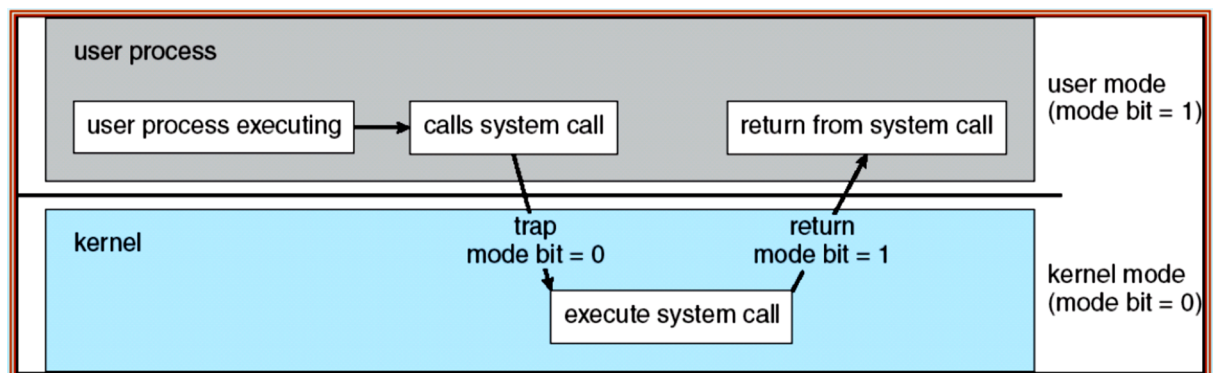 user process
user process executing
calls system call
return from system call
user mode
(mode bit = 1)
kernel
trap
mode bit = 0
return
mode bit = 1
execute system call
kernel mode
(mode bit = 0)